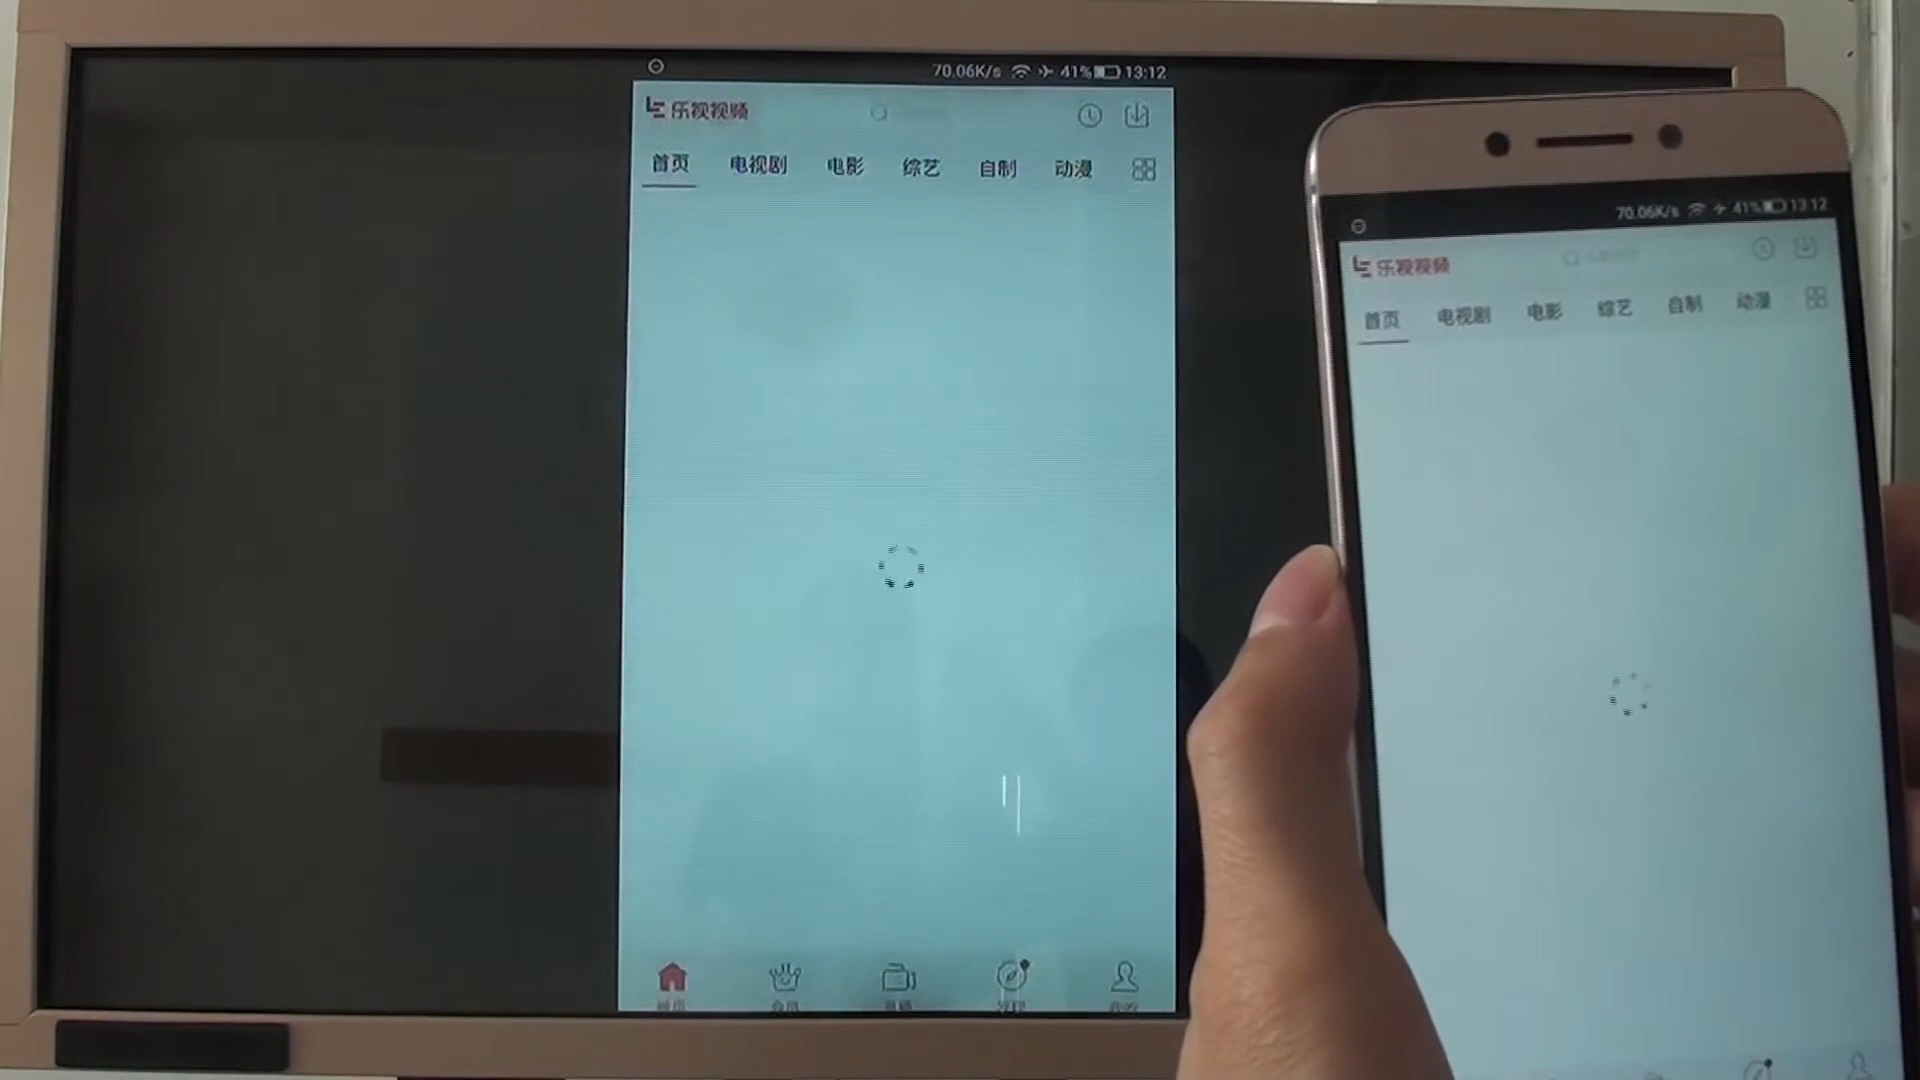 70.06K/s 41% 13:12
乐视视频
首页 电视剧 电影 综艺 自制 动漫
70.06K/s 41% 13:12
乐视视频
首页 电视剧 电影 综艺 自制 动漫